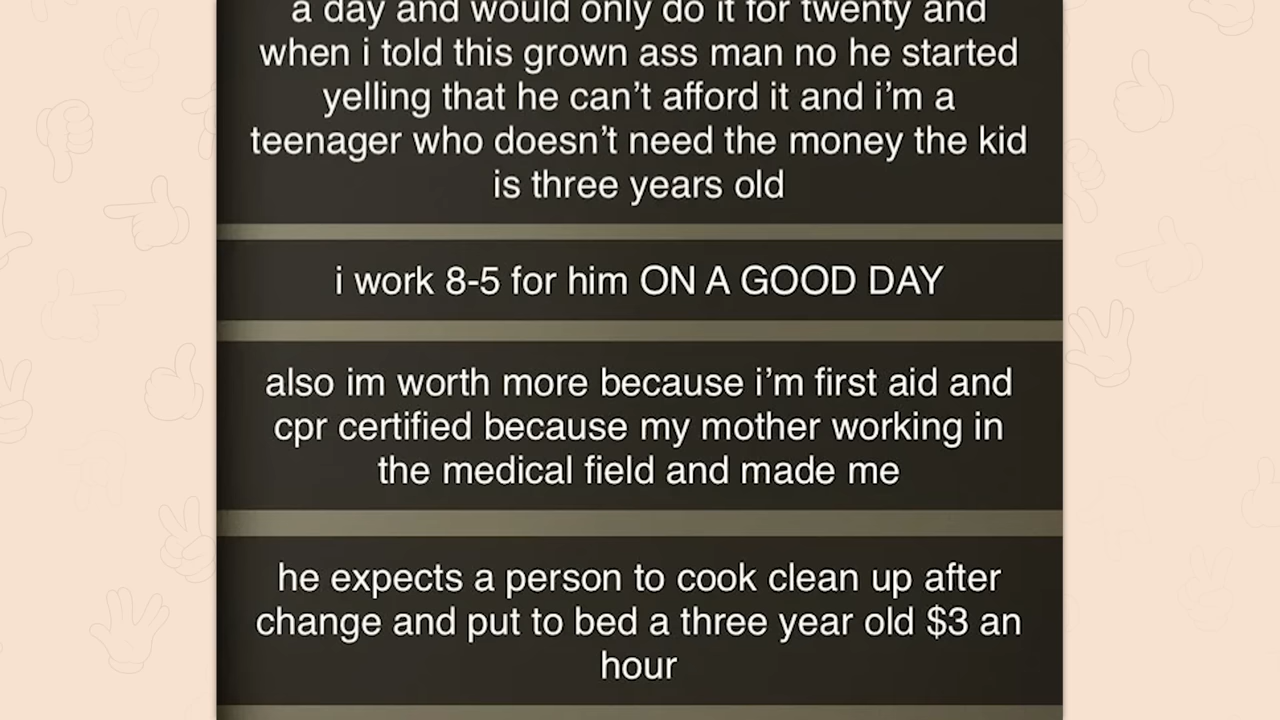 a day and would only do it for twenty and
when i told this grown ass man no he started
yelling that he can’t afford it and i’m a
teenager who doesn’t need the money the kid
is three years old
i work 8-5 for him ON A GOOD DAY
also im worth more because i’m first aid and
cpr certified because my mother working in
the medical field and made me
he expects a person to cook clean up after
change and put to bed a three year old $3 an
hour